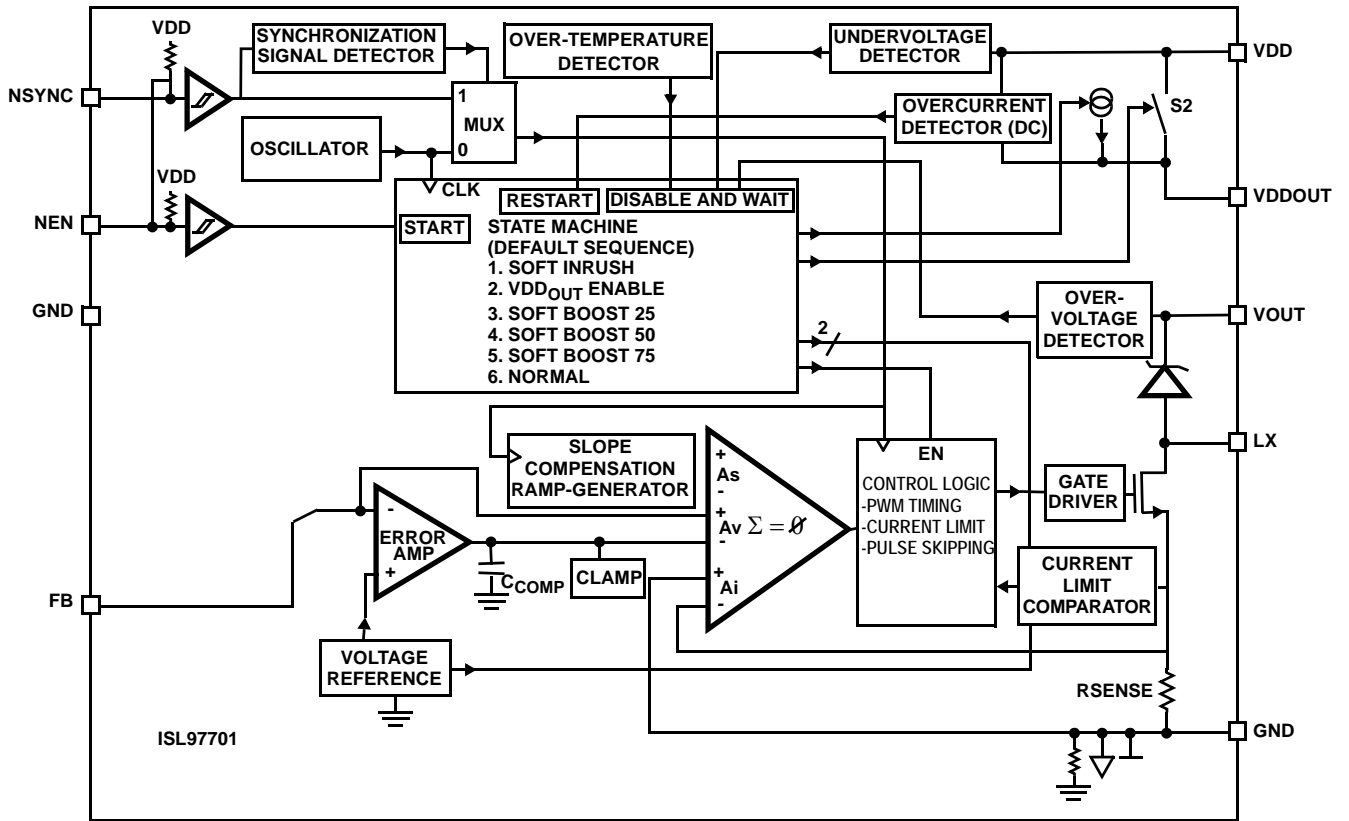 VDD
SYNCHRONIZATION
SIGNAL DETECTOR
OVER-TEMPERATURE
DETECTOR
UNDERVOLTAGE
DETECTOR
VDD
NSYNC
1
MUX
0
OVERCURRENT
DETECTOR (DC)
S2
OSCILLATOR
VDD
CLK
RESTART
DISABLE AND WAIT
VDDOUT
NEN
START
STATE MACHINE
(DEFAULT SEQUENCE)
1. SOFT INRUSH
2. VDDOUT ENABLE
3. SOFT BOOST 25
4. SOFT BOOST 50
5. SOFT BOOST 75
6. NORMAL
GND
2
OVER-
VOLTAGE
DETECTOR
VOUT
SLOPE
COMPENSATION
RAMP-GENERATOR
+
As
-
+
Av Σ = 0
-
+
Ai
-
EN
CONTROL LOGIC
-PWM TIMING
-CURRENT LIMIT
-PULSE SKIPPING
GATE
DRIVER
LX
-
ERROR
AMP
+
CCOMP
CLAMP
CURRENT
LIMIT
COMPARATOR
FB
VOLTAGE
REFERENCE
RSENSE
GND
ISL97701